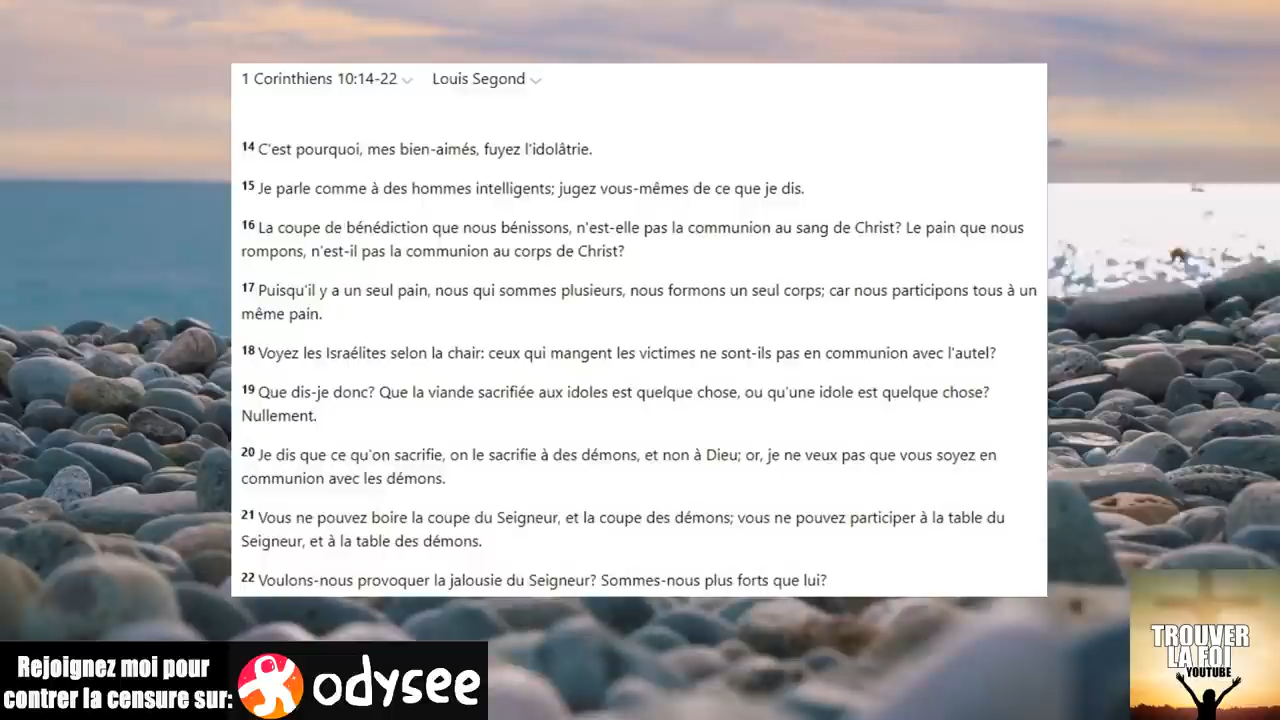 1 Corinthiens 10:14-22 Louis Segond
14 C'est pourquoi, mes bien-aimés, fuyez l'idolâtrie.
15 Je parle comme à des hommes intelligents; jugez vous-mêmes de ce que je dis.
16 La coupe de bénédiction que nous bénissons, n'est-elle pas la communion au sang de Christ? Le pain que nous
rompons, n'est-il pas la communion au corps de Christ?
17 Puisqu'il y a un seul pain, nous qui sommes plusieurs, nous formons un seul corps; car nous participons tous à un
même pain.
18 Voyez les Israélites selon la chair: ceux qui mangent les victimes ne sont-ils pas en communion avec l'autel?
19 Que dis-je donc? Que la viande sacrifiée aux idoles est quelque chose, ou qu'une idole est quelque chose?
Nullement.
20 Je dis que ce qu'on sacrifie, on le sacrifie à des démons, et non à Dieu; or, je ne veux pas que vous soyez en
communion avec les démons.
21 Vous ne pouvez boire la coupe du Seigneur, et la coupe des démons; vous ne pouvez participer à la table du
Seigneur, et à la table des démons.
22 Voulons-nous provoquer la jalousie du Seigneur? Sommes-nous plus forts que lui?
Rejoignez moi pour
contrer la censure sur:
odysee
TROUVER
LA FOI
YOUTUBE